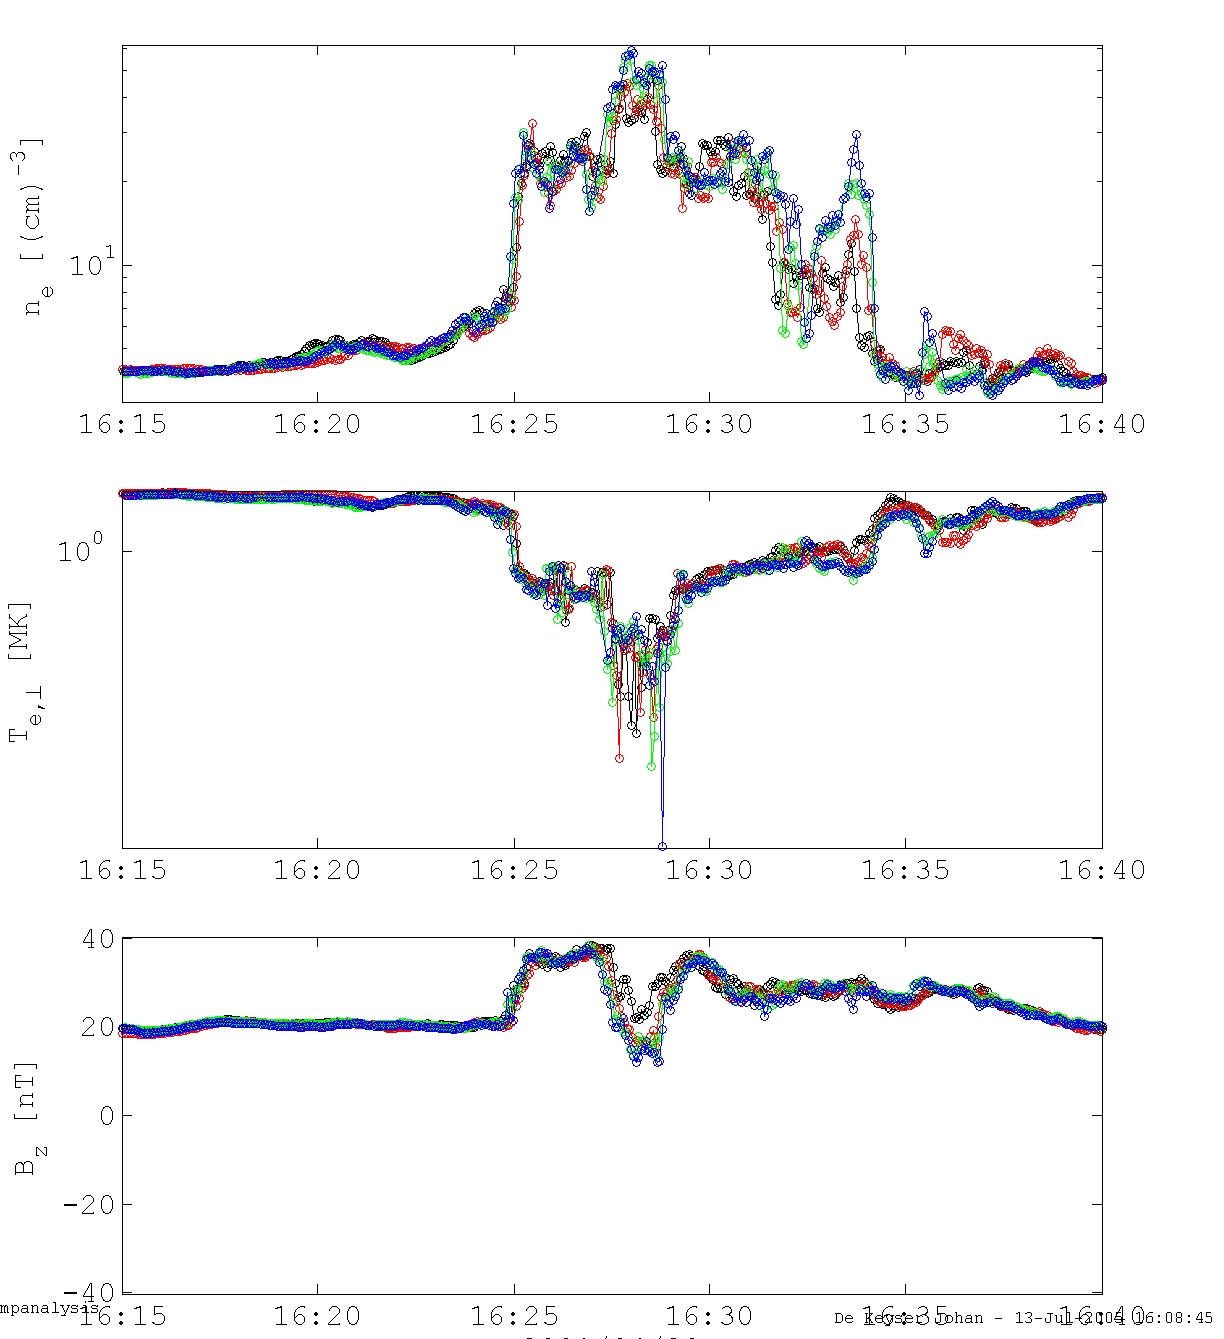 n_e [(cm)^-3]
10^1
16:15 16:20 16:25 16:30 16:35 16:40
T_e,⊥ [MK]
10^0
16:15 16:20 16:25 16:30 16:35 16:40
B_z [nT]
40
20
0
-20
-40
16:15 16:20 16:25 16:30 16:35 16:40
mpanalysis
De Keyser Johan - 13-Jul-2004 16:08:45